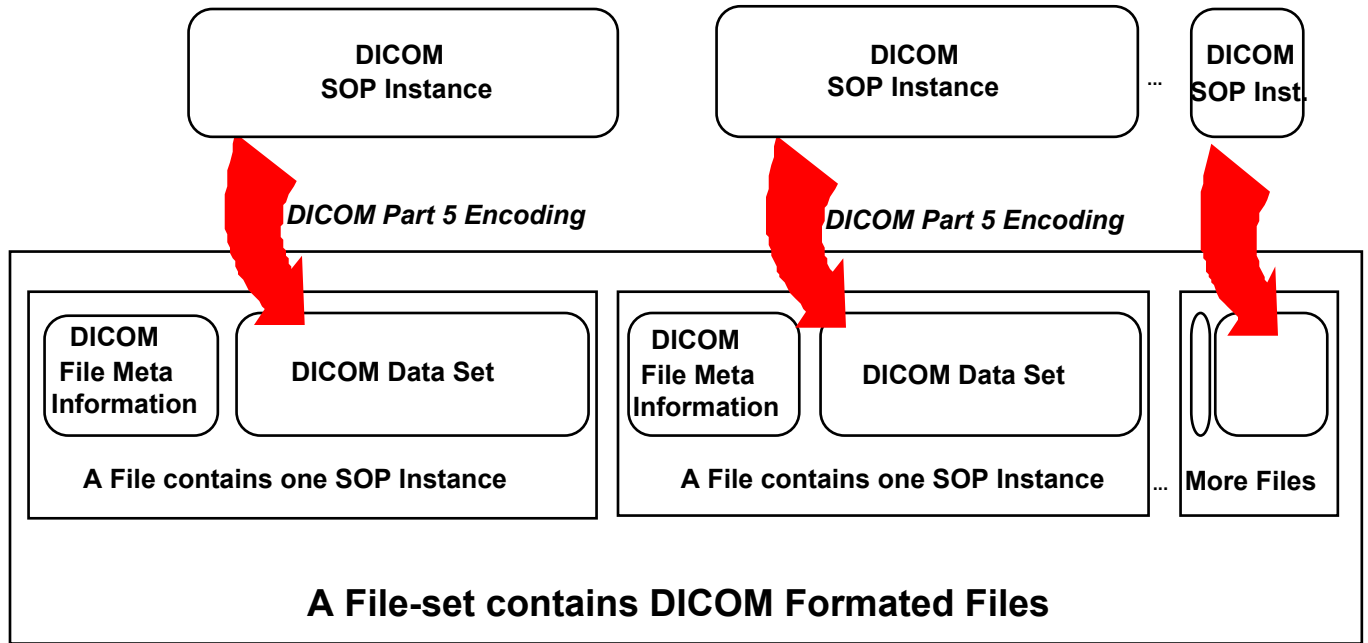 DICOM
SOP Instance
DICOM
SOP Instance
...
DICOM
SOP Inst.
DICOM Part 5 Encoding
DICOM Part 5 Encoding
DICOM
File Meta
Information
DICOM Data Set
A File contains one SOP Instance
DICOM
File Meta
Information
DICOM Data Set
A File contains one SOP Instance
...
More Files
A File-set contains DICOM Formated Files